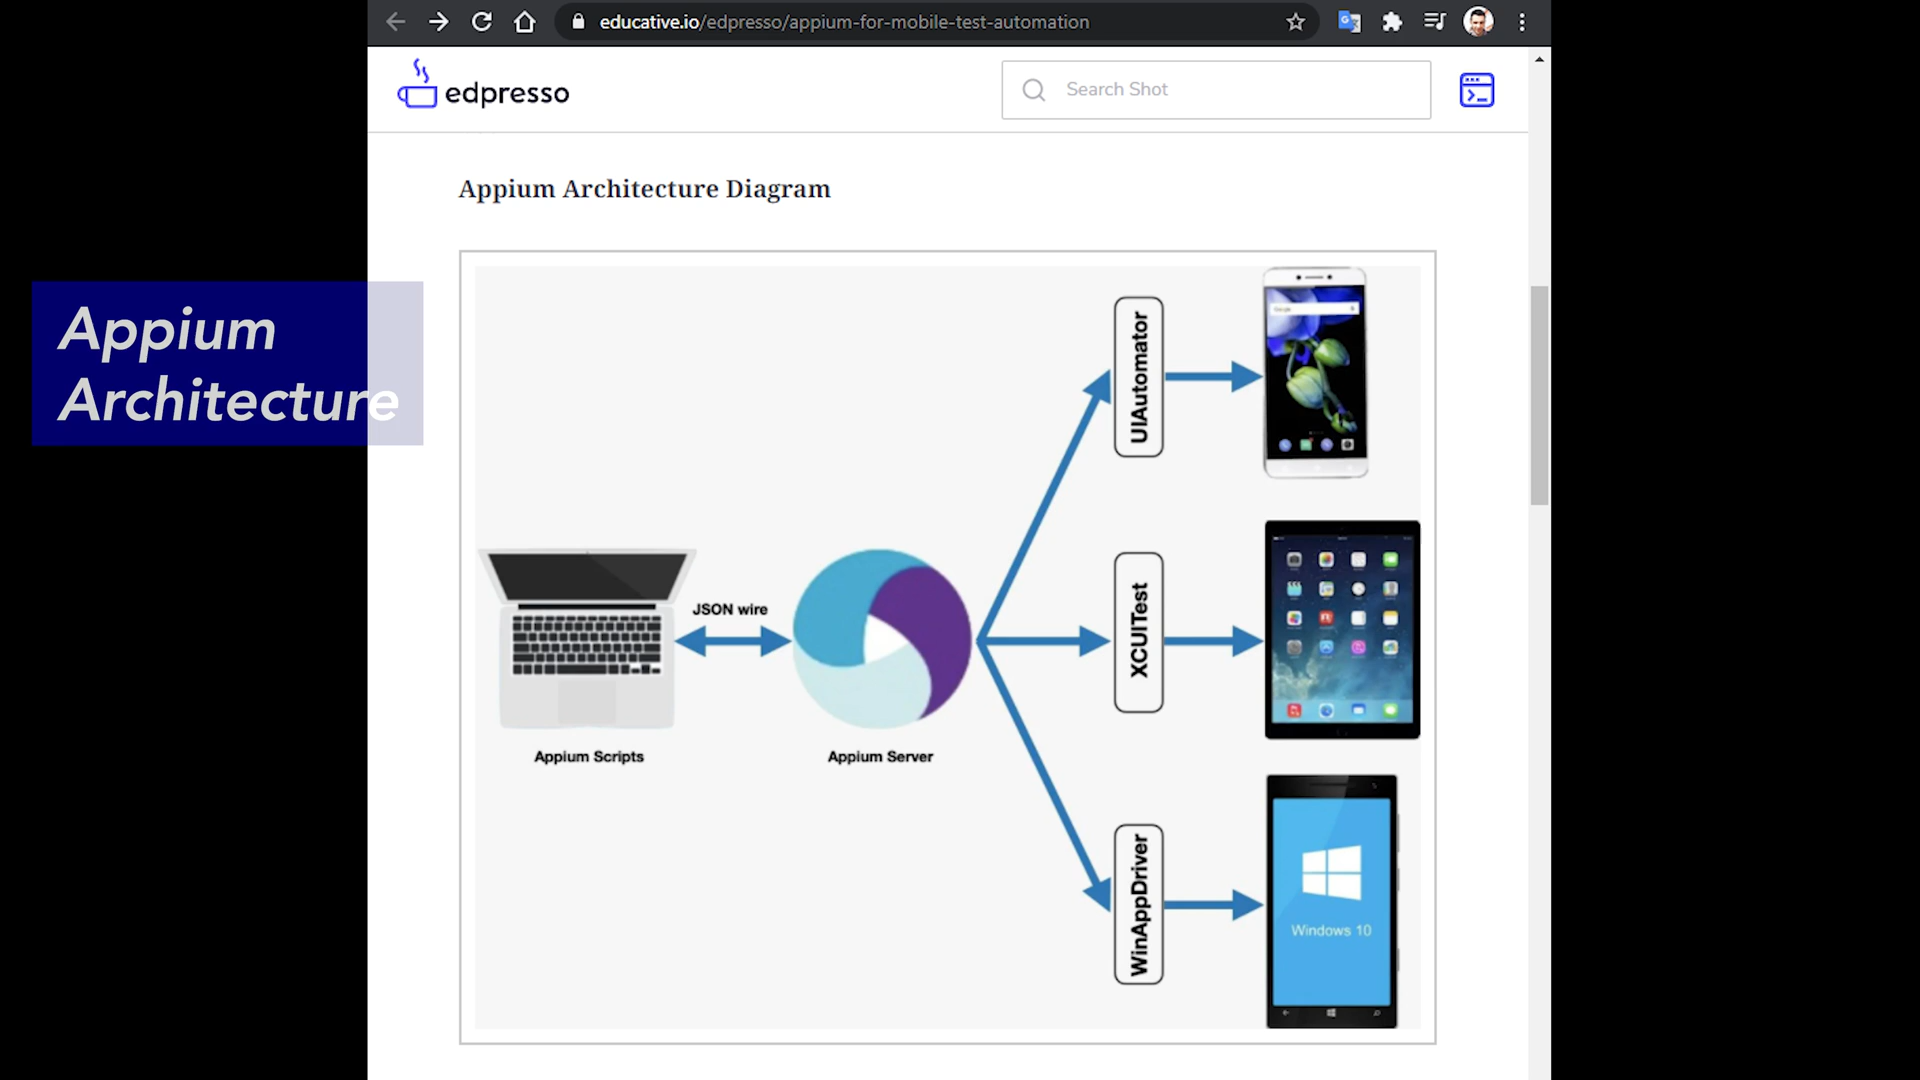 educative.io/edpresso/appium-for-mobile-test-automation
edpresso
Search Shot
Appium Architecture Diagram
Appium
Architecture
UIAutomator
XCUITest
JSON wire
Appium Scripts
Appium Server
WinAppDriver
Windows 10